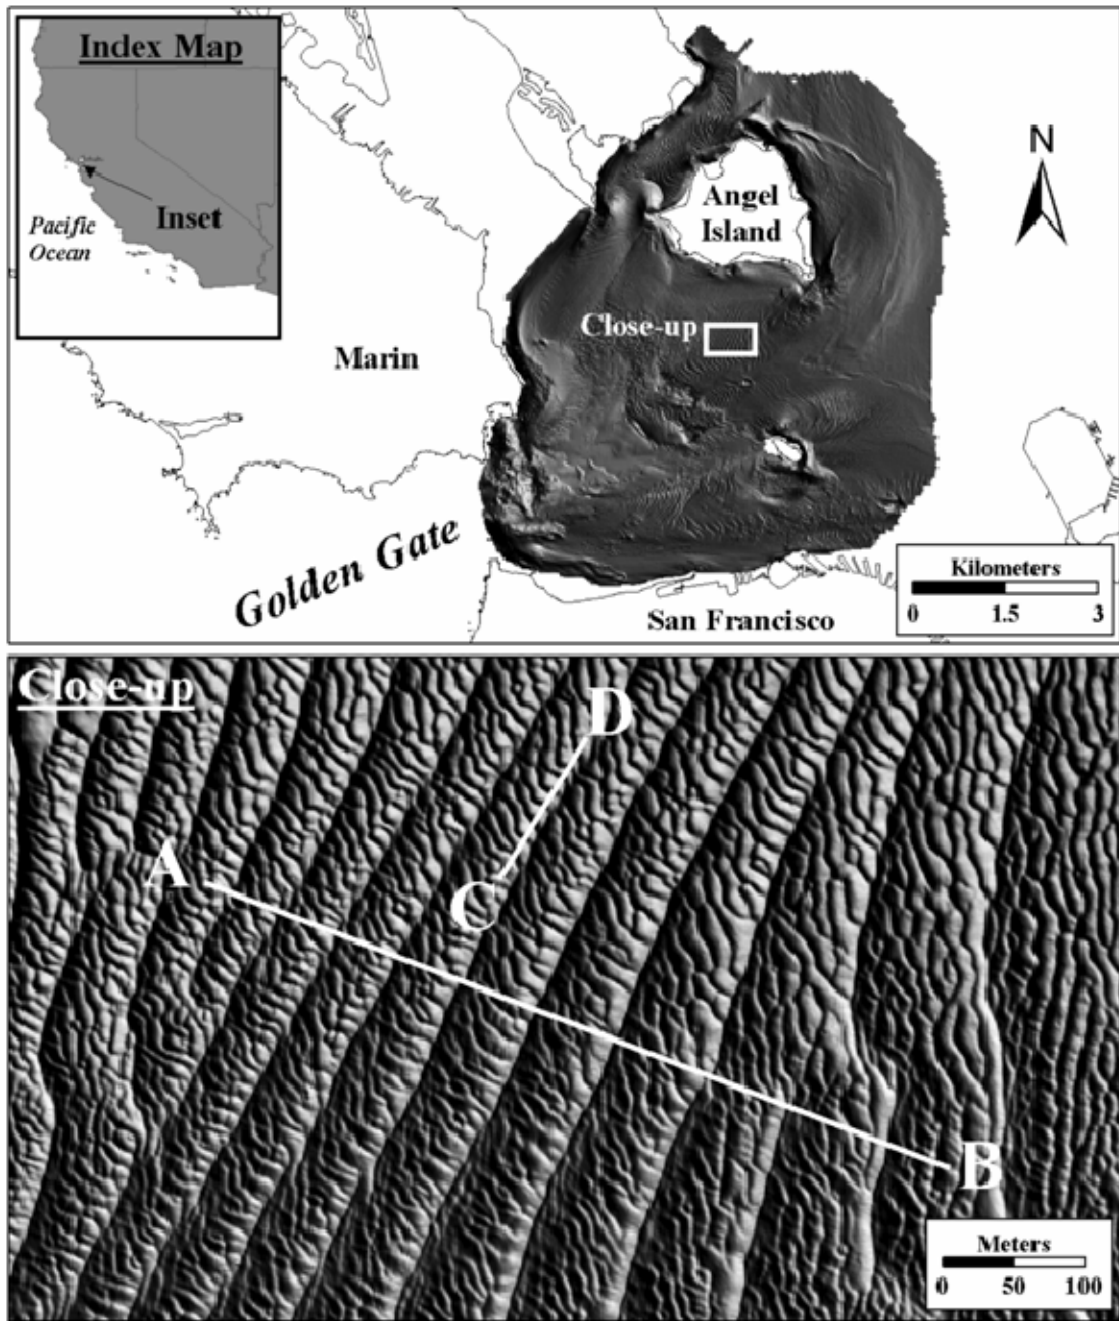 Index Map
Pacific
Ocean
Inset
N
Angel
Island
Close-up
Marin
Golden Gate
San Francisco
Kilometers
0 1.5 3
Close-up
D
A
C
B
Meters
0 50 100